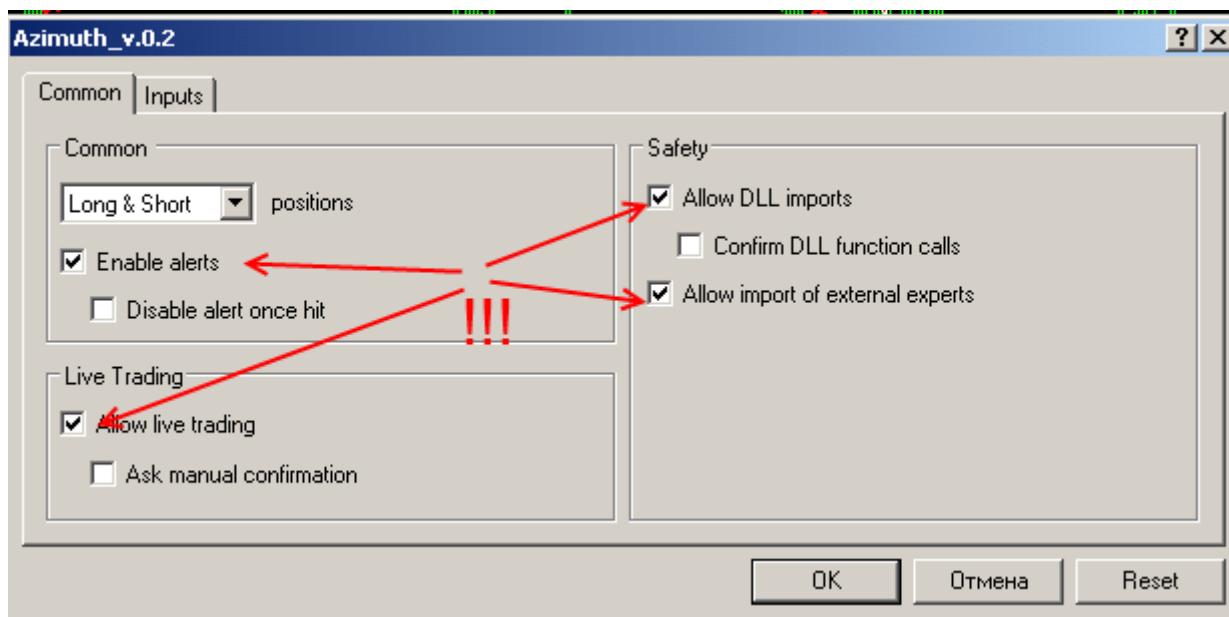 Azimuth_v.0.2
Common
Inputs
Common
Long & Short
positions
Enable alerts
Disable alert once hit
!!!
Live Trading
Allow live trading
Ask manual confirmation
Safety
Allow DLL imports
Confirm DLL function calls
Allow import of external experts
OK
Отмена
Reset